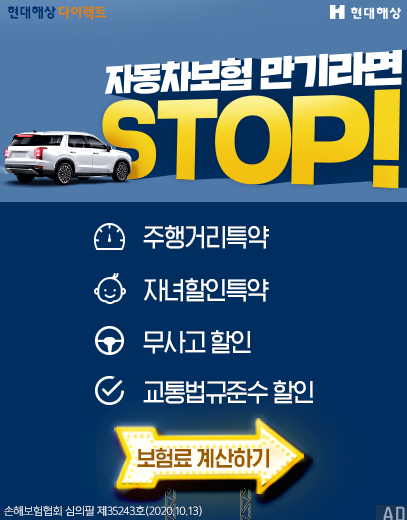 현대해상 다이렉트
현대해상
자동차보험 만기라면
STOP!
주행거리특약
자녀할인특약
무사고 할인
교통법규준수 할인
보험료 계산하기
손해보험협회 심의필 제35243호(2020.10.13)
AD